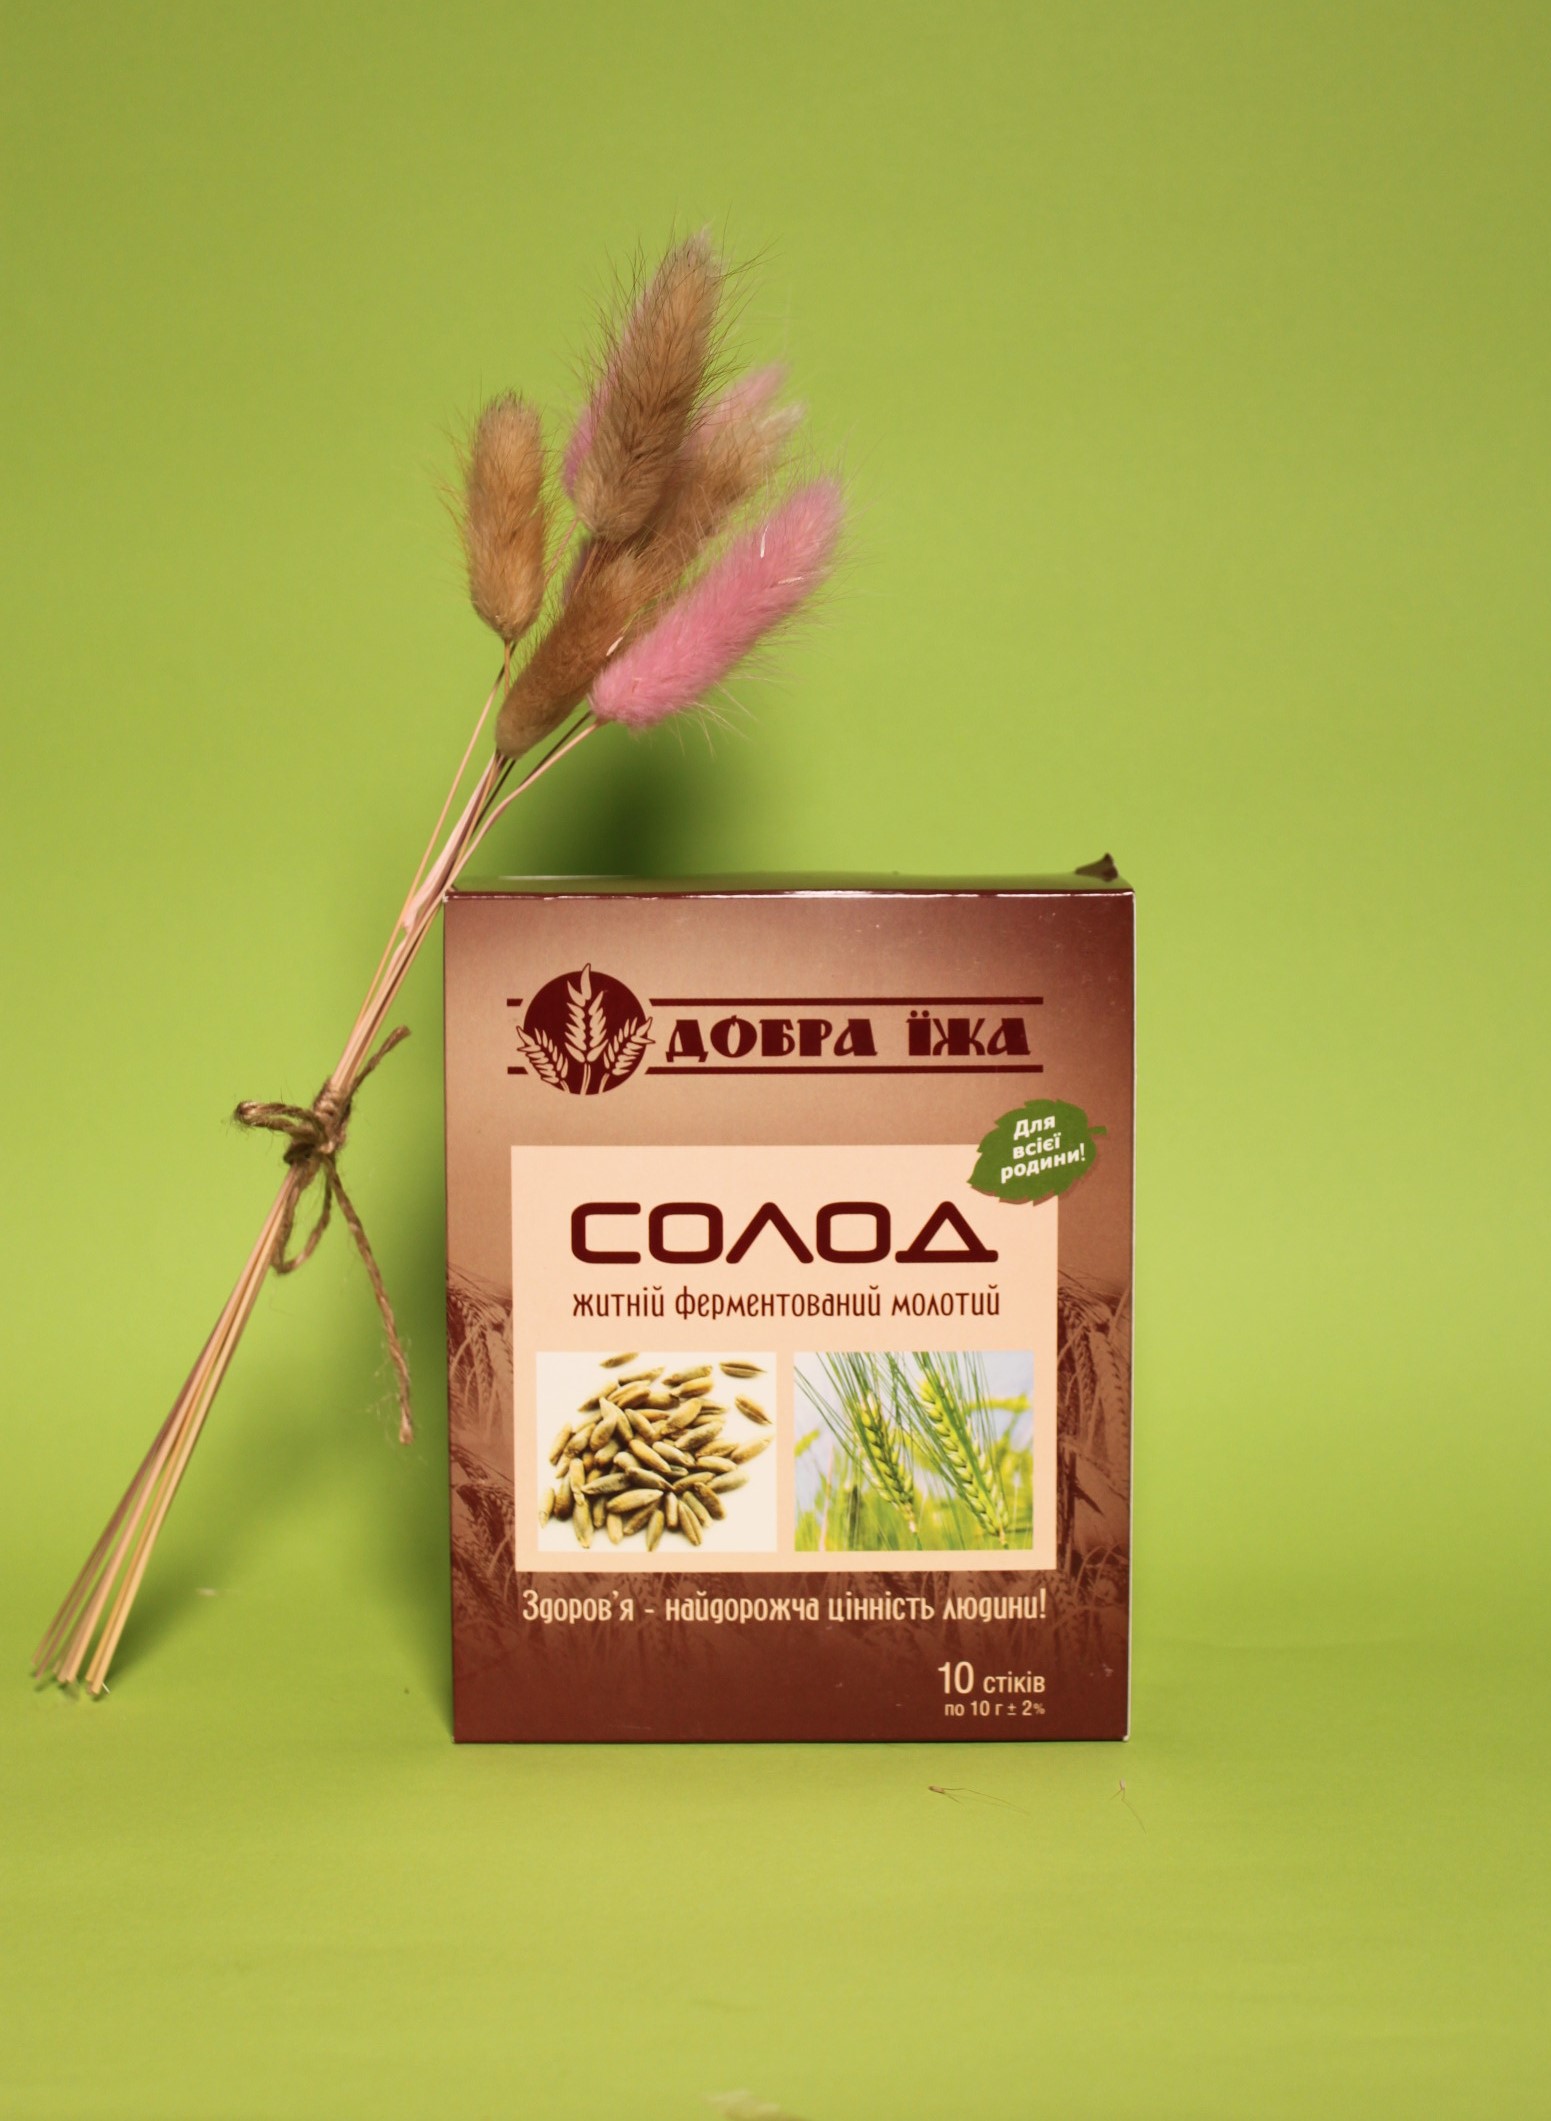 ДОБРА ЇЖА
Для
всієї
родини!
СОЛОД
житній ферментований молотий
Здоров'я - найдорожча цінність людини!
10 стіків
по 10 г ± 2%